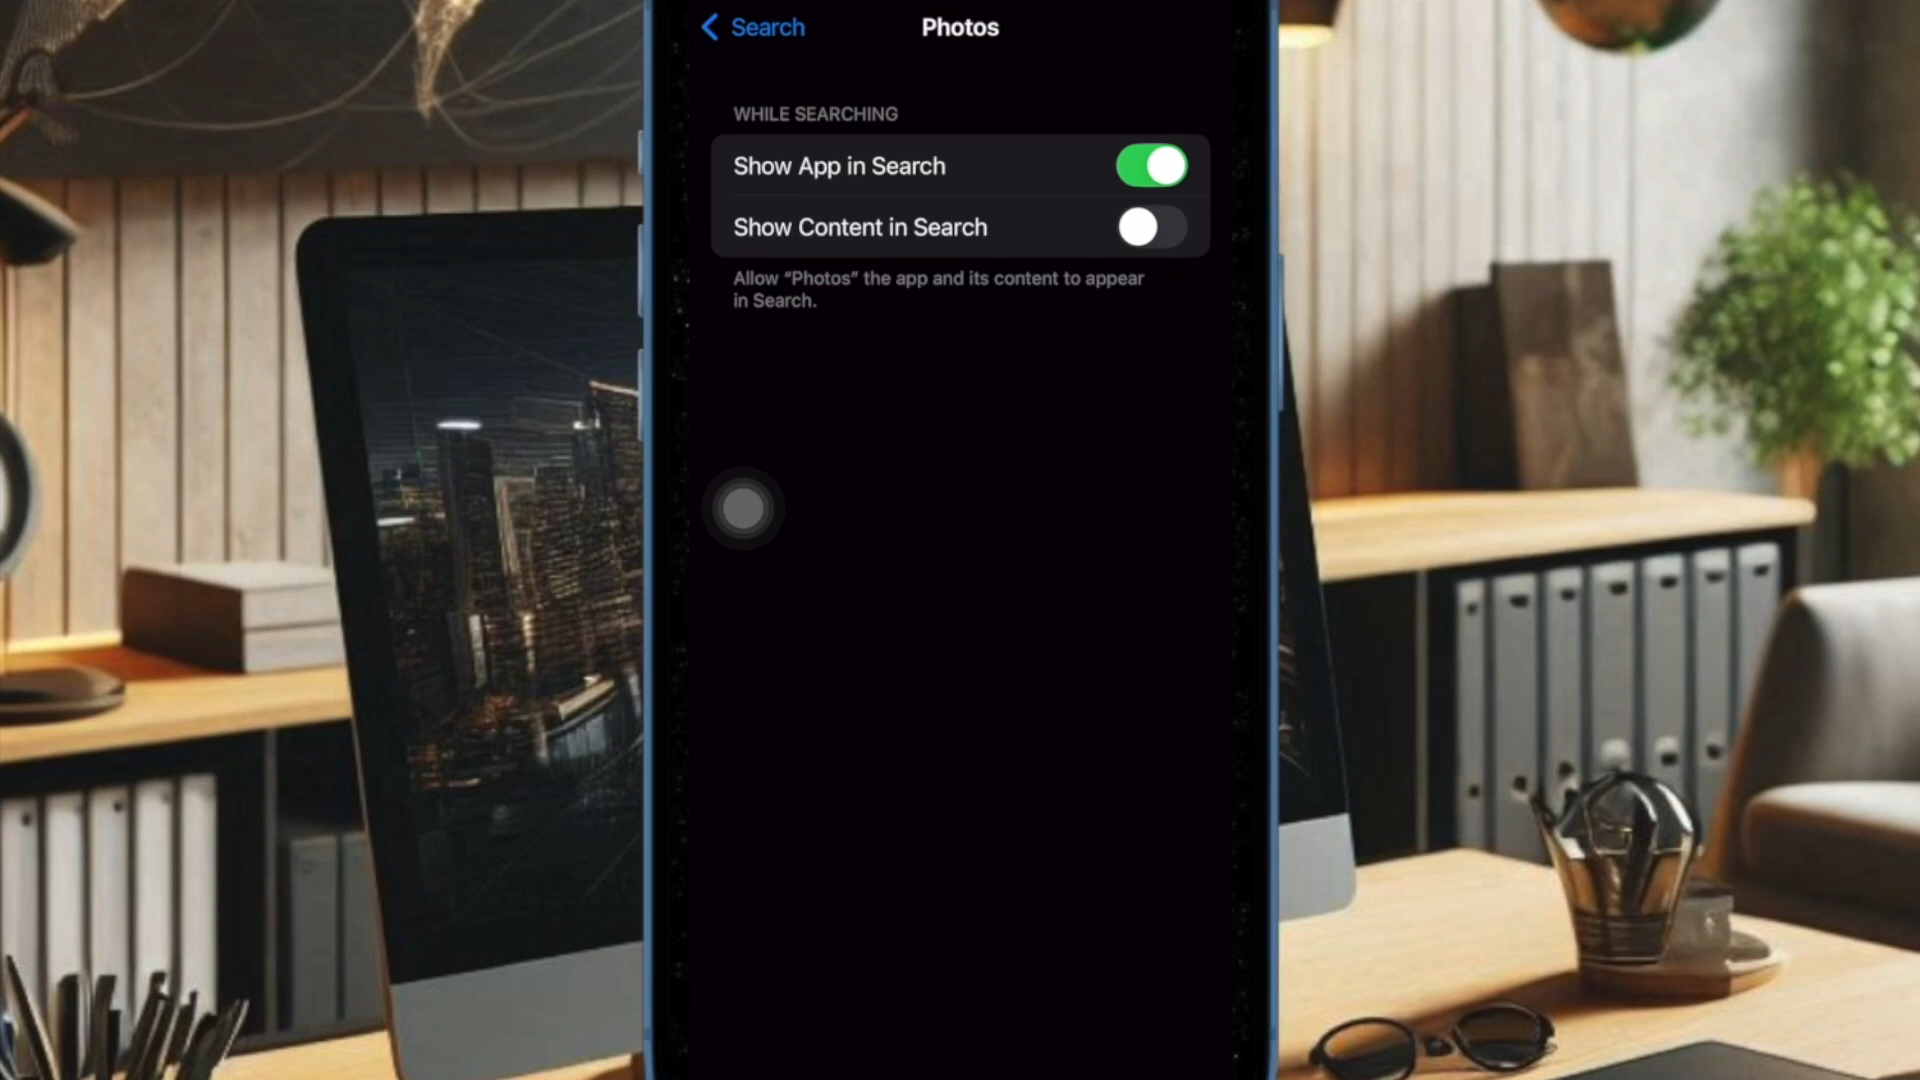 Search
Photos
WHILE SEARCHING
Show App in Search
Show Content in Search
Allow “Photos” the app and its content to appear
in Search.